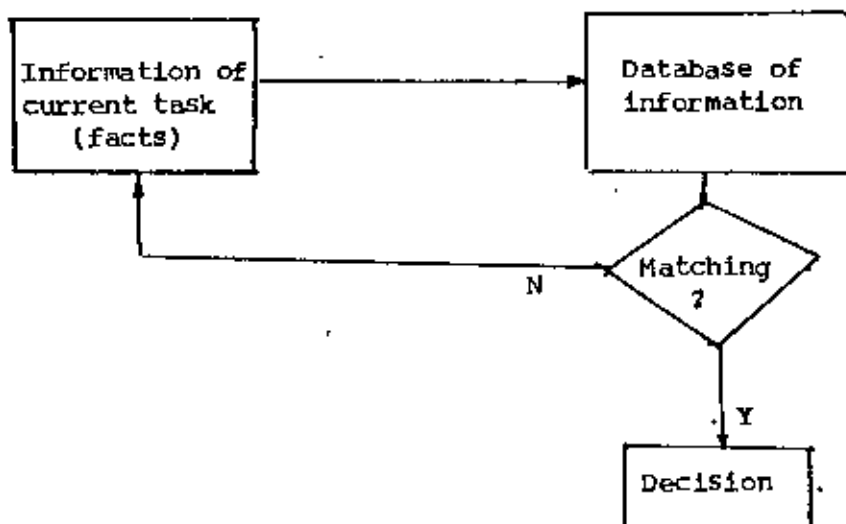 Information of
current task
(facts)
Database of
information
Matching
?
N
Y
Decision